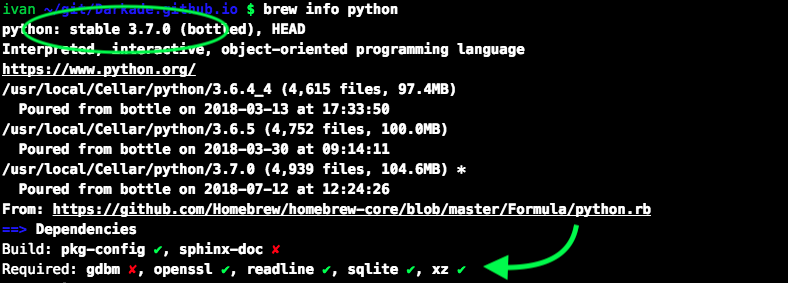 ivan ~/git/Darkade.github.io $ brew info python
python: stable 3.7.0 (bottled), HEAD
Interpreted, interactive, object-oriented programming language
https://www.python.org/
/usr/local/Cellar/python/3.6.4_4 (4,615 files, 97.4MB)
  Poured from bottle on 2018-03-13 at 17:33:50
/usr/local/Cellar/python/3.6.5 (4,752 files, 100.0MB)
  Poured from bottle on 2018-03-30 at 09:14:11
/usr/local/Cellar/python/3.7.0 (4,939 files, 104.6MB) *
  Poured from bottle on 2018-07-12 at 12:24:26
From: https://github.com/Homebrew/homebrew-core/blob/master/Formula/python.rb
==> Dependencies
Build: pkg-config ✔, sphinx-doc ✘
Required: gdbm ✘, openssl ✔, readline ✔, sqlite ✔, xz ✔